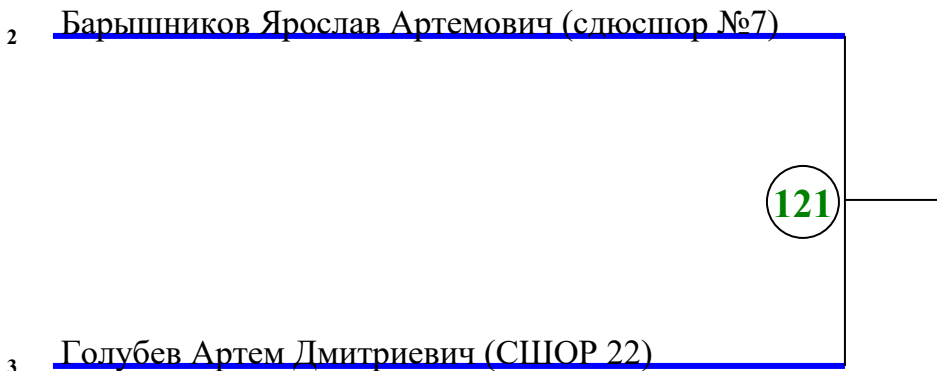 2 Барышников Ярослав Артемович (сдюсшор №7)
121
3 Голубев Артем Дмитриевич (СШОР 22)